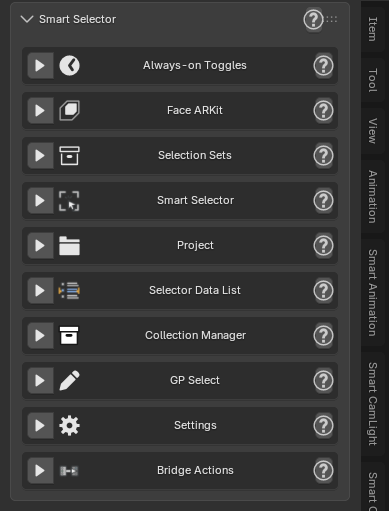 Smart Selector
Always-on Toggles
Face ARKit
Selection Sets
Smart Selector
Project
Selector Data List
Collection Manager
GP Select
Settings
Bridge Actions
Item
Tool
View
Animation
Smart Animation
Smart CamLight
Smart